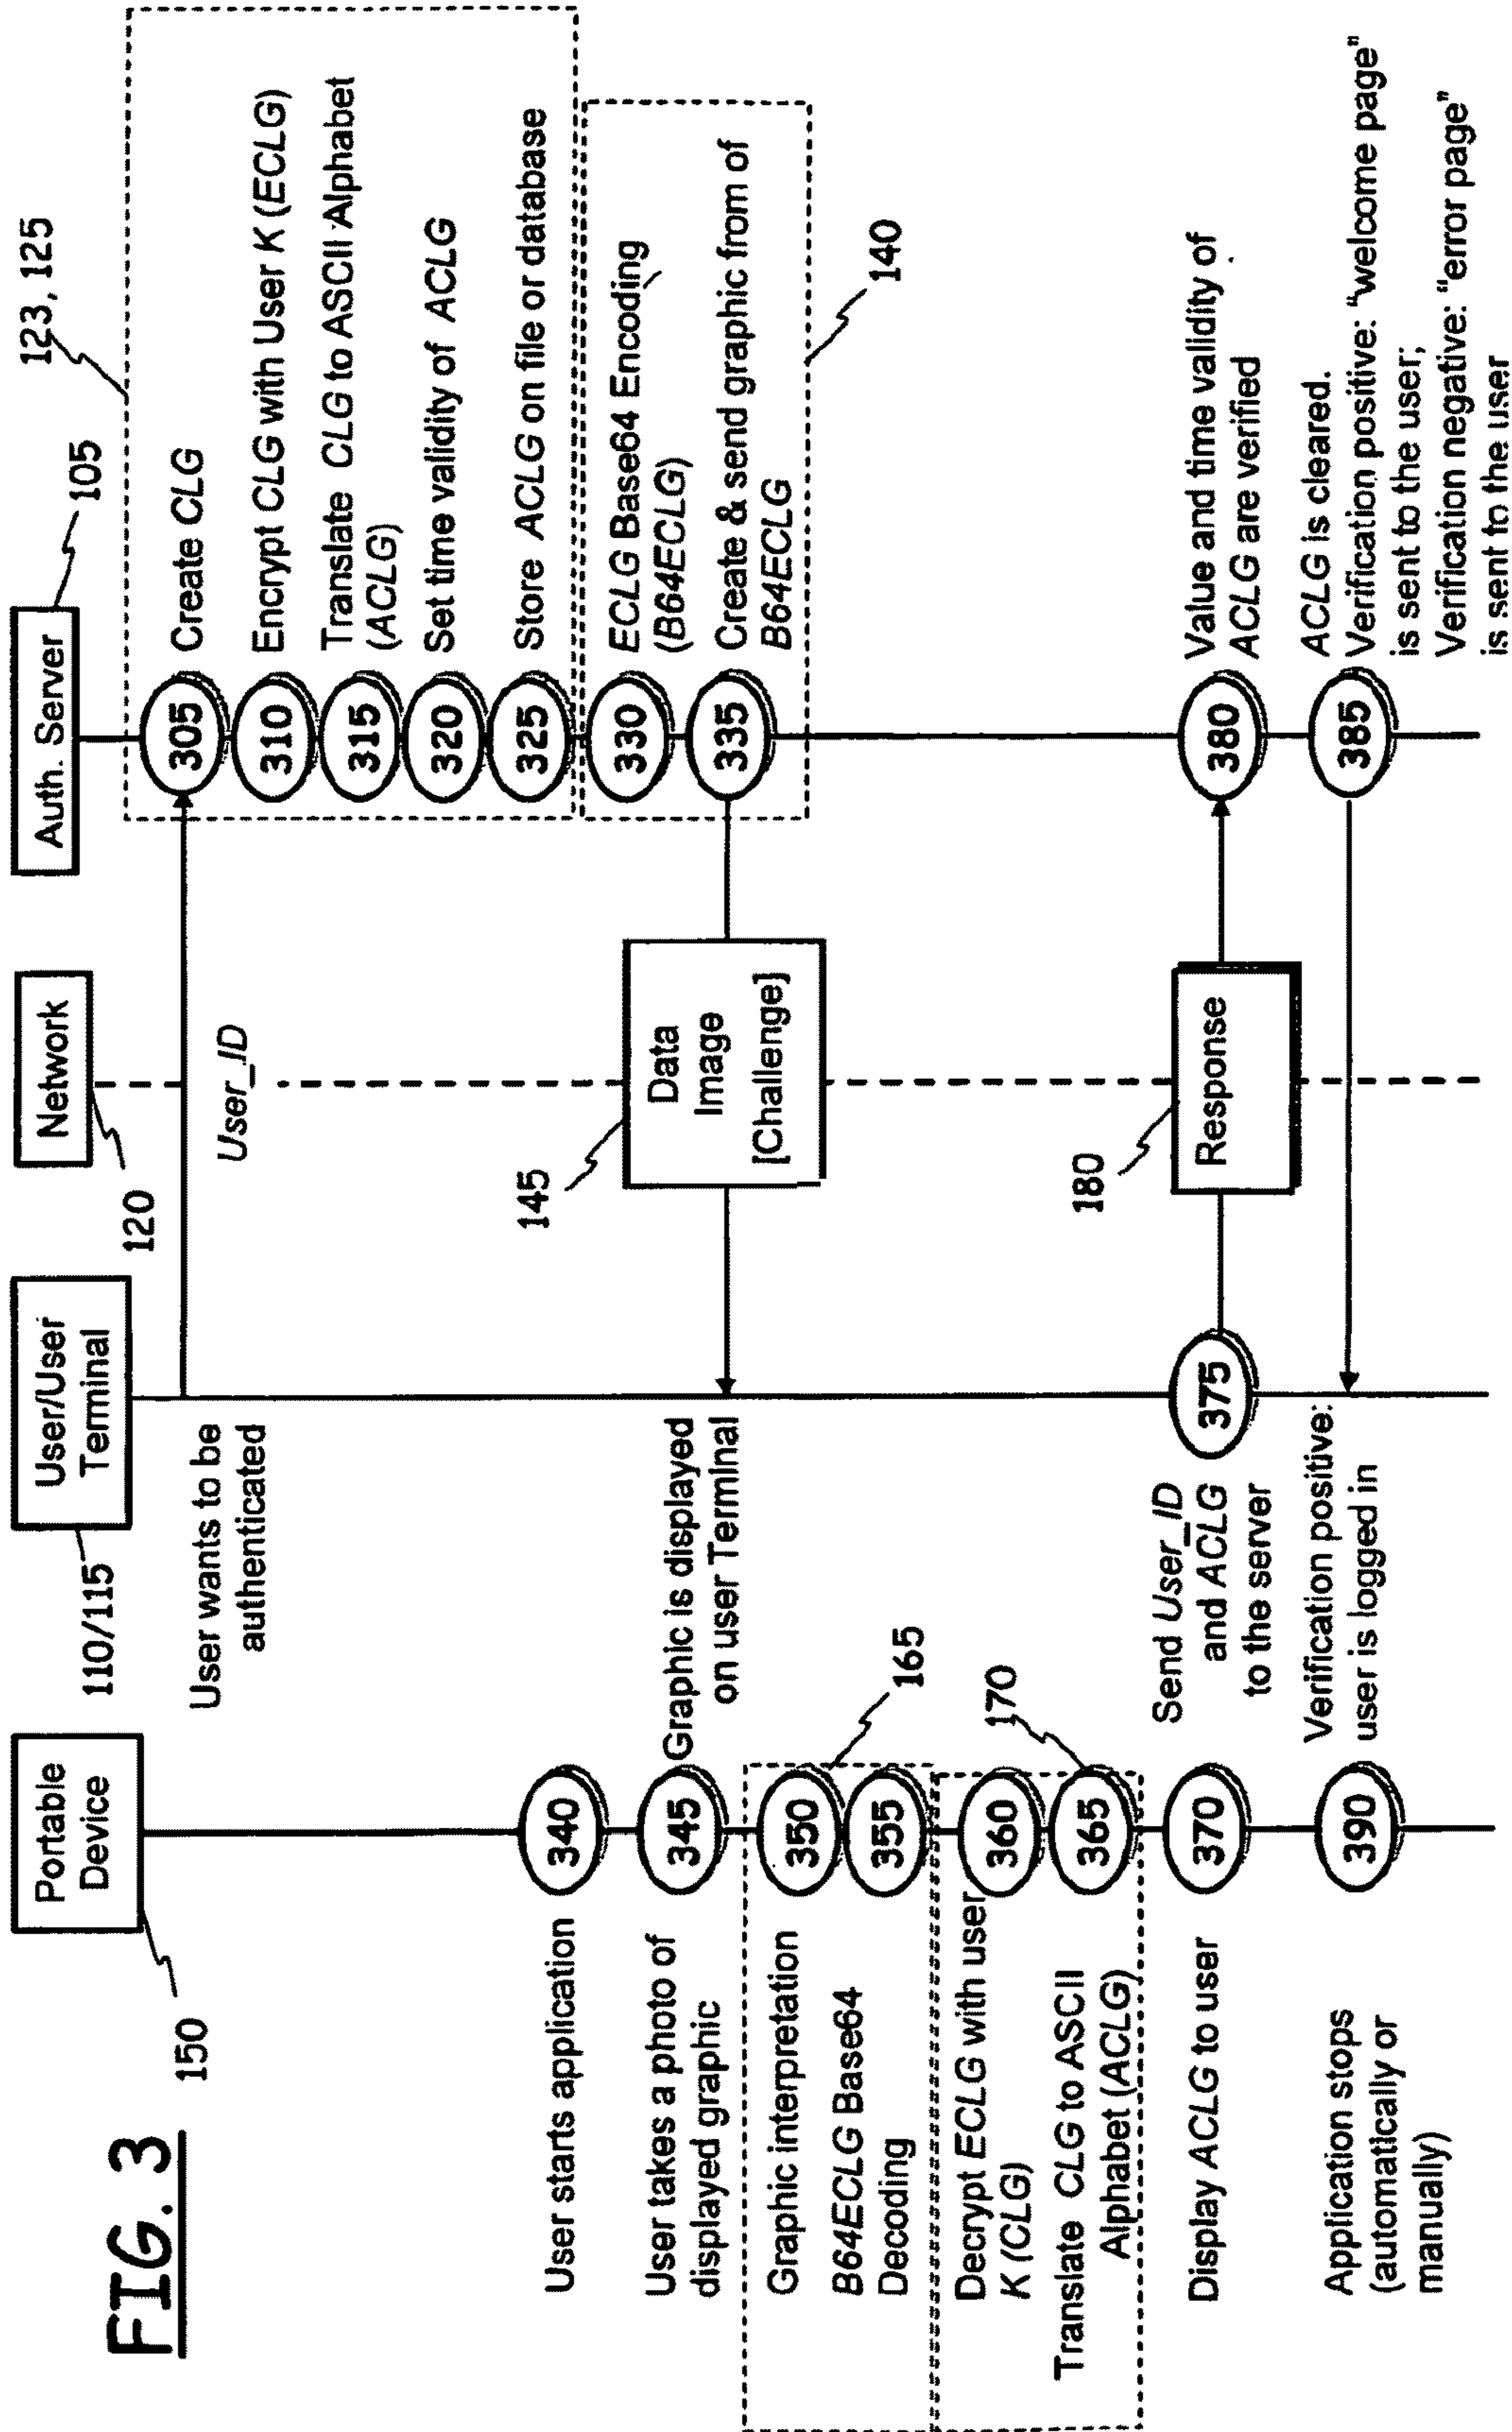 FIG. 3
Portable
Device
150
User/User
Terminal
110/115
Network
120
Auth. Server
105
123, 125
User wants to be
authenticated
User_ID
305
Create CLG
310
Encrypt CLG with User K (ECLG)
315
Translate CLG to ASCII Alphabet
(ACLG)
320
Set time validity of ACLG
325
Store ACLG on file or database
330
ECLG Base64 Encoding
(B64ECLG)
335
Create & send graphic from of
B64ECLG
140
145
Data
Image
[Challenge]
Graphic is displayed
on user Terminal
User starts application
340
User takes a photo of
displayed graphic
345
Graphic interpretation
350
B64ECLG Base64
Decoding
355
165
Decrypt ECLG with user
K (CLG)
360
Translate CLG to ASCII
Alphabet (ACLG)
365
170
Display ACLG to user
370
Send User_ID
and ACLG
to the server
375
180
Response
380
Value and time validity of
ACLG are verified
385
ACLG is cleared.
Verification positive: “welcome page”
is sent to the user;
Verification negative: “error page”
is sent to the user
Verification positive:
user is logged in
390
Application stops
(automatically or
manually)